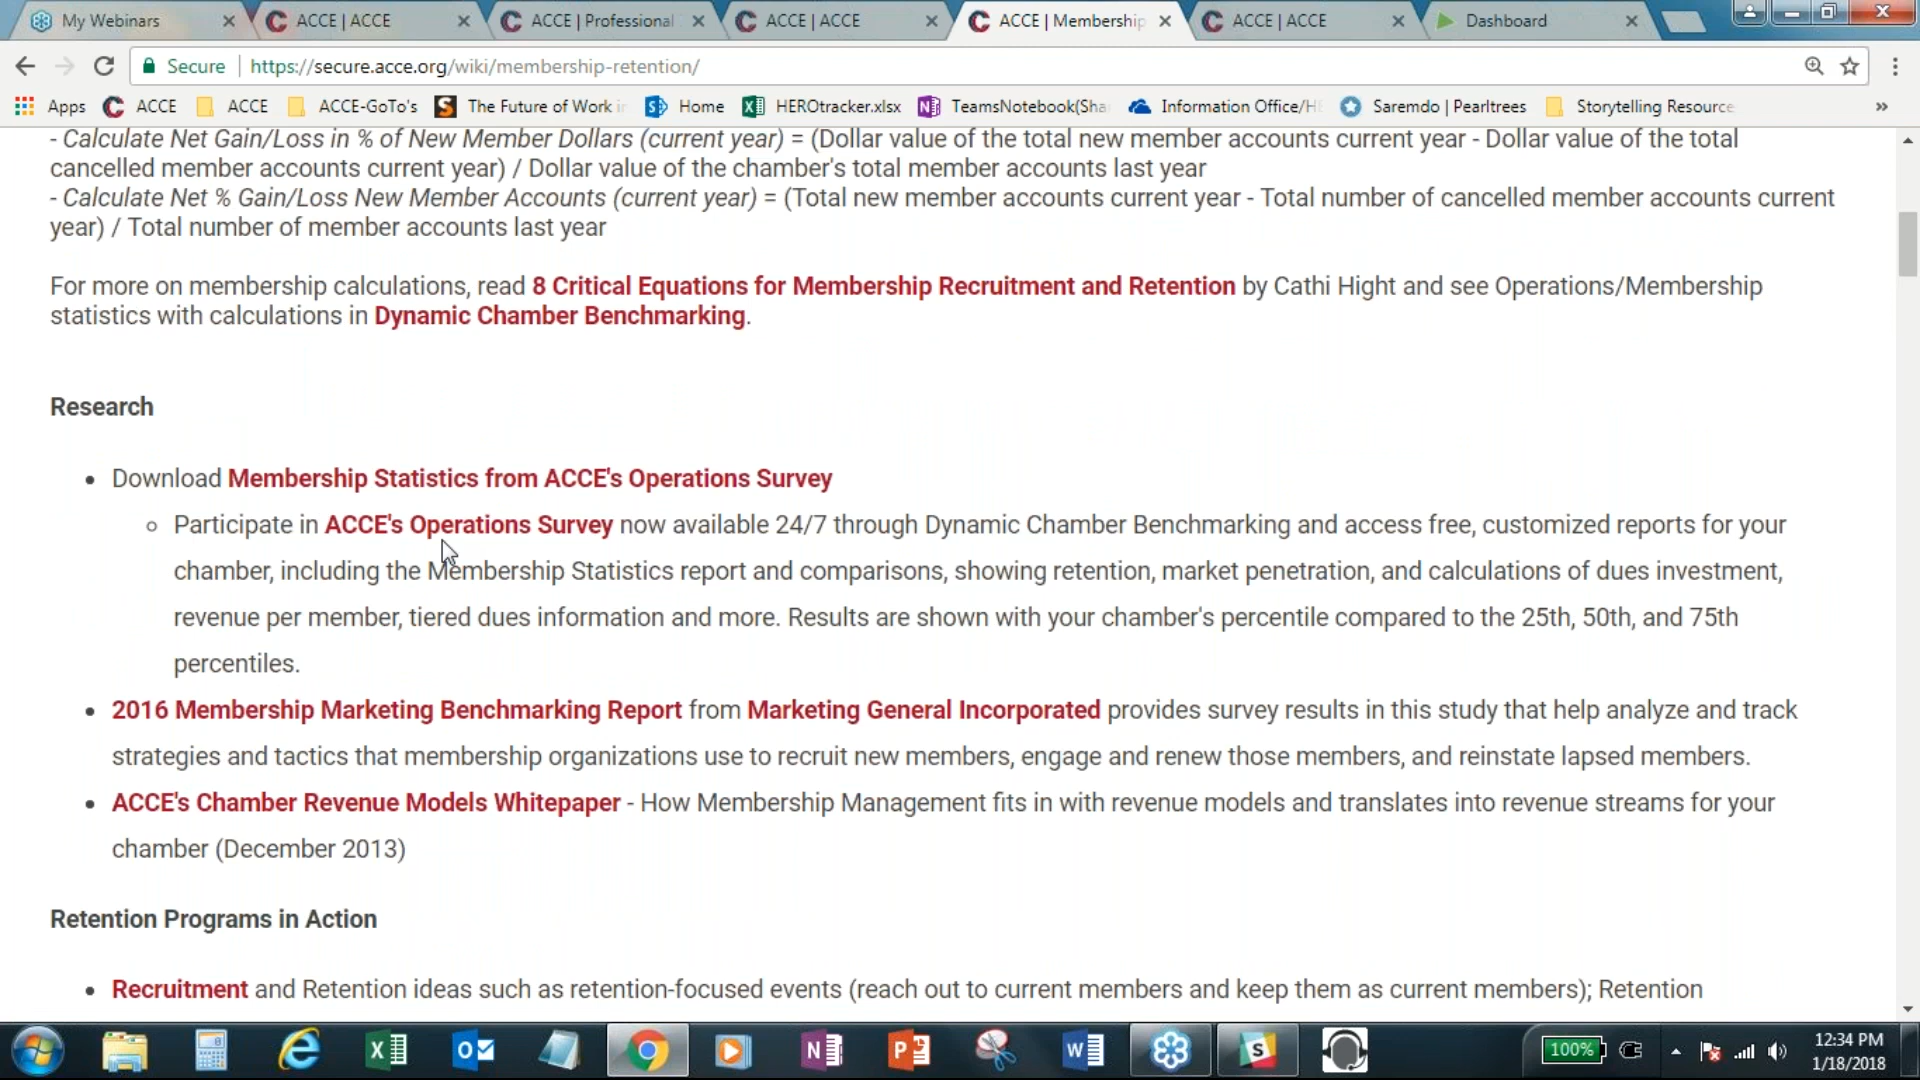 My Webinars
ACCE | ACCE
ACCE | Professional
ACCE | ACCE
ACCE | Membership
ACCE | ACCE
Dashboard
Secure | https://secure.acce.org/wiki/membership-retention/
Apps
ACCE
ACCE
ACCE-GoTo's
The Future of Work in
Home
HEROtracker.xlsx
TeamsNotebook(Sha
Information Office/H
Saremdo | Pearltrees
Storytelling Resource
- Calculate Net Gain/Loss in % of New Member Dollars (current year) = (Dollar value of the total new member accounts current year - Dollar value of the total
cancelled member accounts current year) / Dollar value of the chamber's total member accounts last year
- Calculate Net % Gain/Loss New Member Accounts (current year) = (Total new member accounts current year - Total number of cancelled member accounts current
year) / Total number of member accounts last year
For more on membership calculations, read 8 Critical Equations for Membership Recruitment and Retention by Cathi Hight and see Operations/Membership
statistics with calculations in Dynamic Chamber Benchmarking.
Research
Download Membership Statistics from ACCE's Operations Survey
Participate in ACCE's Operations Survey now available 24/7 through Dynamic Chamber Benchmarking and access free, customized reports for your
chamber, including the Membership Statistics report and comparisons, showing retention, market penetration, and calculations of dues investment,
revenue per member, tiered dues information and more. Results are shown with your chamber's percentile compared to the 25th, 50th, and 75th
percentiles.
2016 Membership Marketing Benchmarking Report from Marketing General Incorporated provides survey results in this study that help analyze and track
strategies and tactics that membership organizations use to recruit new members, engage and renew those members, and reinstate lapsed members.
ACCE's Chamber Revenue Models Whitepaper - How Membership Management fits in with revenue models and translates into revenue streams for your
chamber (December 2013)
Retention Programs in Action
Recruitment and Retention ideas such as retention-focused events (reach out to current members and keep them as current members); Retention
100%
12:34 PM
1/18/2018